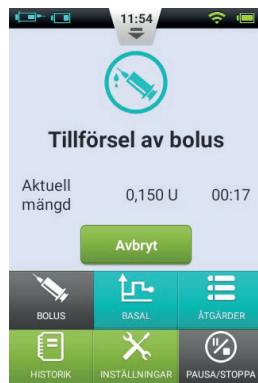 11:54
Tillförsel av bolus
Aktuell mängd 0,150 U 00:17
Avbryt
BOLUS BASAL ÅTGÄRDER
HISTORIK INSTÄLLNINGAR PAUSA/STOPPA